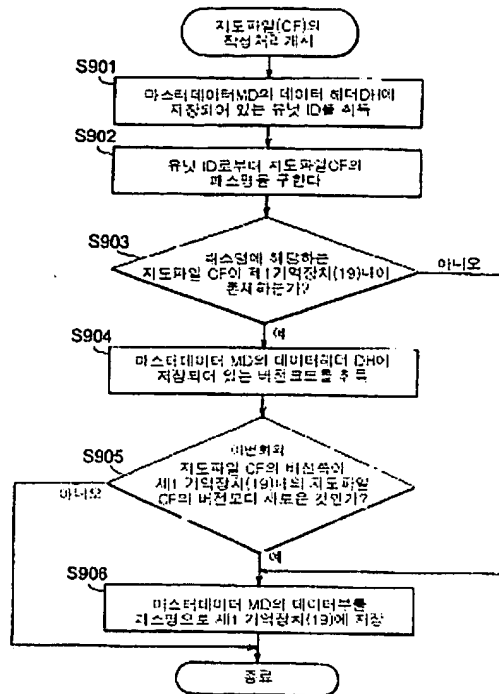 지도파일(CF)의
작성처리개시
S901
마스터데이터MD의 데이터 헤더DH에
저장되어 있는 유닛 ID를 취득
S902
유닛 ID로부터 지도파일CF의
패스명을 구한다
S903
패스명에 해당하는
지도파일 CF이 제1기억장치(19)내에
존재하는가?
아니오
예
S904
마스터데이터 MD의 데이터헤더 DH에
저장되어 있는 버전코드를 취득
S905
이번회의
지도파일 CF의 버전쪽이
제1 기억장치(19)내의 지도파일
CF의 버전보다 새로운 것인가?
아니오
예
S906
마스터데이터 MD의 데이터부를
패스명으로 제1 기억장치(19)에 저장
종료